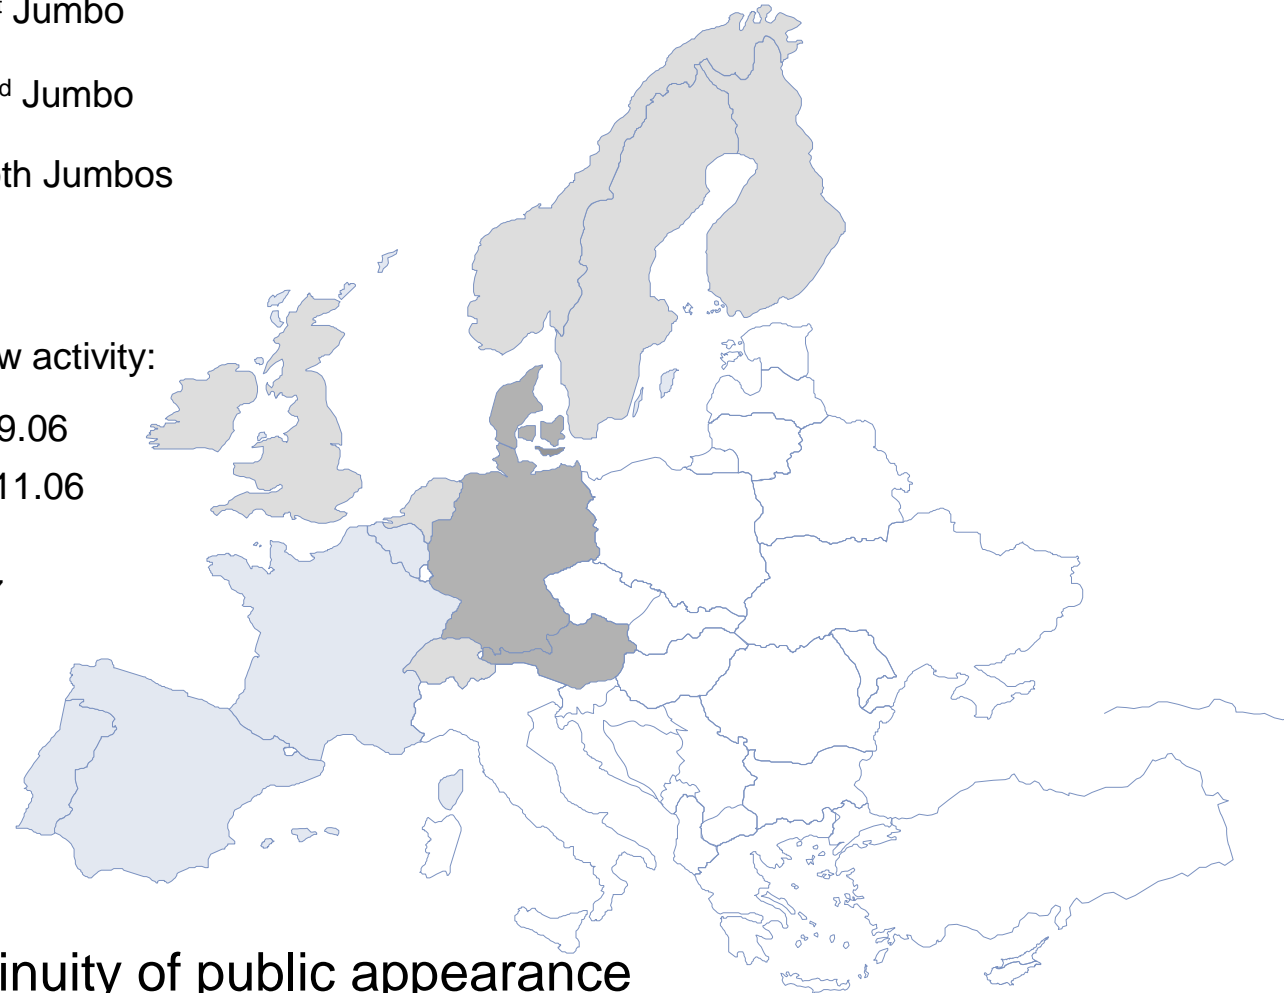 Jumbo
d Jumbo
th Jumbos
w activity:
9.06
11.06
inuity of public appearance